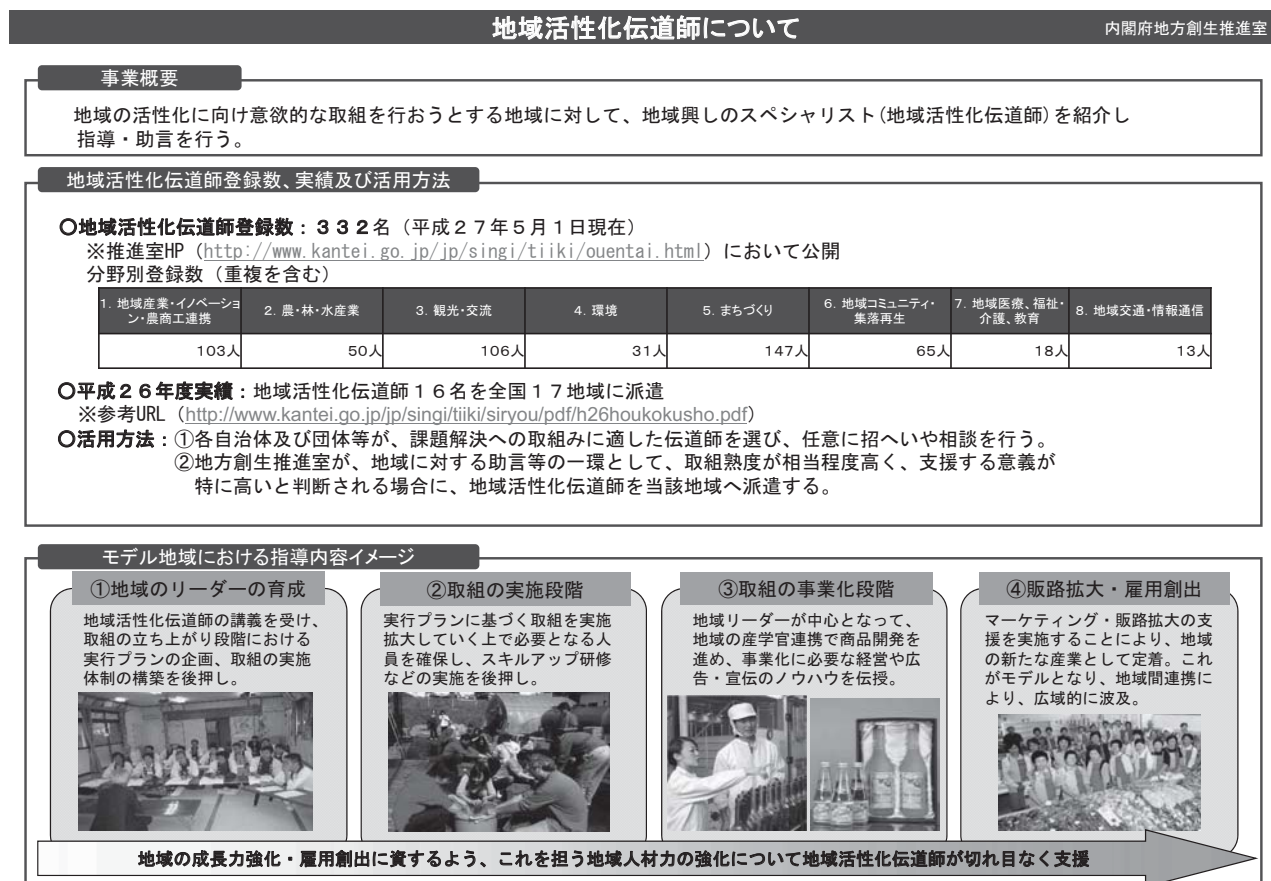 地域活性化伝道師について
内閣府地方創生推進室
事業概要
地域の活性化に向け意欲的な取組を行おうとする地域に対して、地域興しのスペシャリスト(地域活性化伝道師)を紹介し
指導・助言を行う。
地域活性化伝道師登録数、実績及び活用方法
○地域活性化伝道師登録数：３３２名（平成２７年５月１日現在）
※推進室HP（http://www.kantei.go.jp/jp/singi/tiiki/ouentai.html）において公開
分野別登録数（重複を含む）
1. 地域産業・イノベーショ
ン・農商工連携
2. 農・林・水産業
3. 観光・交流
4. 環境
5. まちづくり
6. 地域コミュニティ・
集落再生
7. 地域医療、福祉・
介護、教育
8. 地域交通・情報通信
103人
50人
106人
31人
147人
65人
18人
13人
○平成２６年度実績：地域活性化伝道師１６名を全国１７地域に派遣
※参考URL（http://www.kantei.go.jp/jp/singi/tiiki/siryou/pdf/h26houkokusho.pdf）
○活用方法：①各自治体及び団体等が、課題解決への取組みに適した伝道師を選び、任意に招へいや相談を行う。
②地方創生推進室が、地域に対する助言等の一環として、取組熟度が相当程度高く、支援する意義が
特に高いと判断される場合に、地域活性化伝道師を当該地域へ派遣する。
モデル地域における指導内容イメージ
①地域のリーダーの育成
地域活性化伝道師の講義を受け、
取組の立ち上がり段階における
実行プランの企画、取組の実施
体制の構築を後押し。
②取組の実施段階
実行プランに基づく取組を実施
拡大していく上で必要となる人
員を確保し、スキルアップ研修
などの実施を後押し。
③取組の事業化段階
地域リーダーが中心となって、
地域の産学官連携で商品開発を
進め、事業化に必要な経営や広
告・宣伝のノウハウを伝授。
④販路拡大・雇用創出
マーケティング・販路拡大の支
援を実施することにより、地域
の新たな産業として定着。これ
がモデルとなり、地域間連携に
より、広域的に波及。
地域の成長力強化・雇用創出に資するよう、これを担う地域人材力の強化について地域活性化伝道師が切れ目なく支援